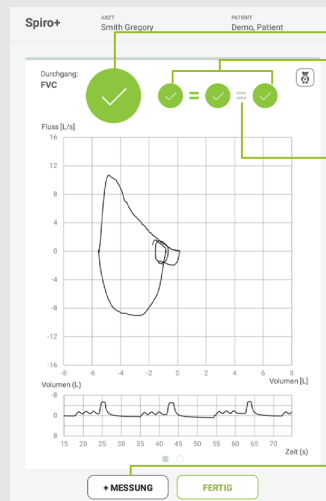 Spiro+
ARZT
Smith Gregory
PATIENT
Demo, Patient
Durchgang:
FVC
Fluss [L/s]
16
12
8
4
0
-4
-8
-12
-16
-8 -6 -4 -2 0 2 4 6 8
Volumen (L)
Volumen [L]
-8
0
8
15 20 25 30 35 40 45 50 55 60 65 70
Zeit (s)
+ MESSUNG
FERTIG